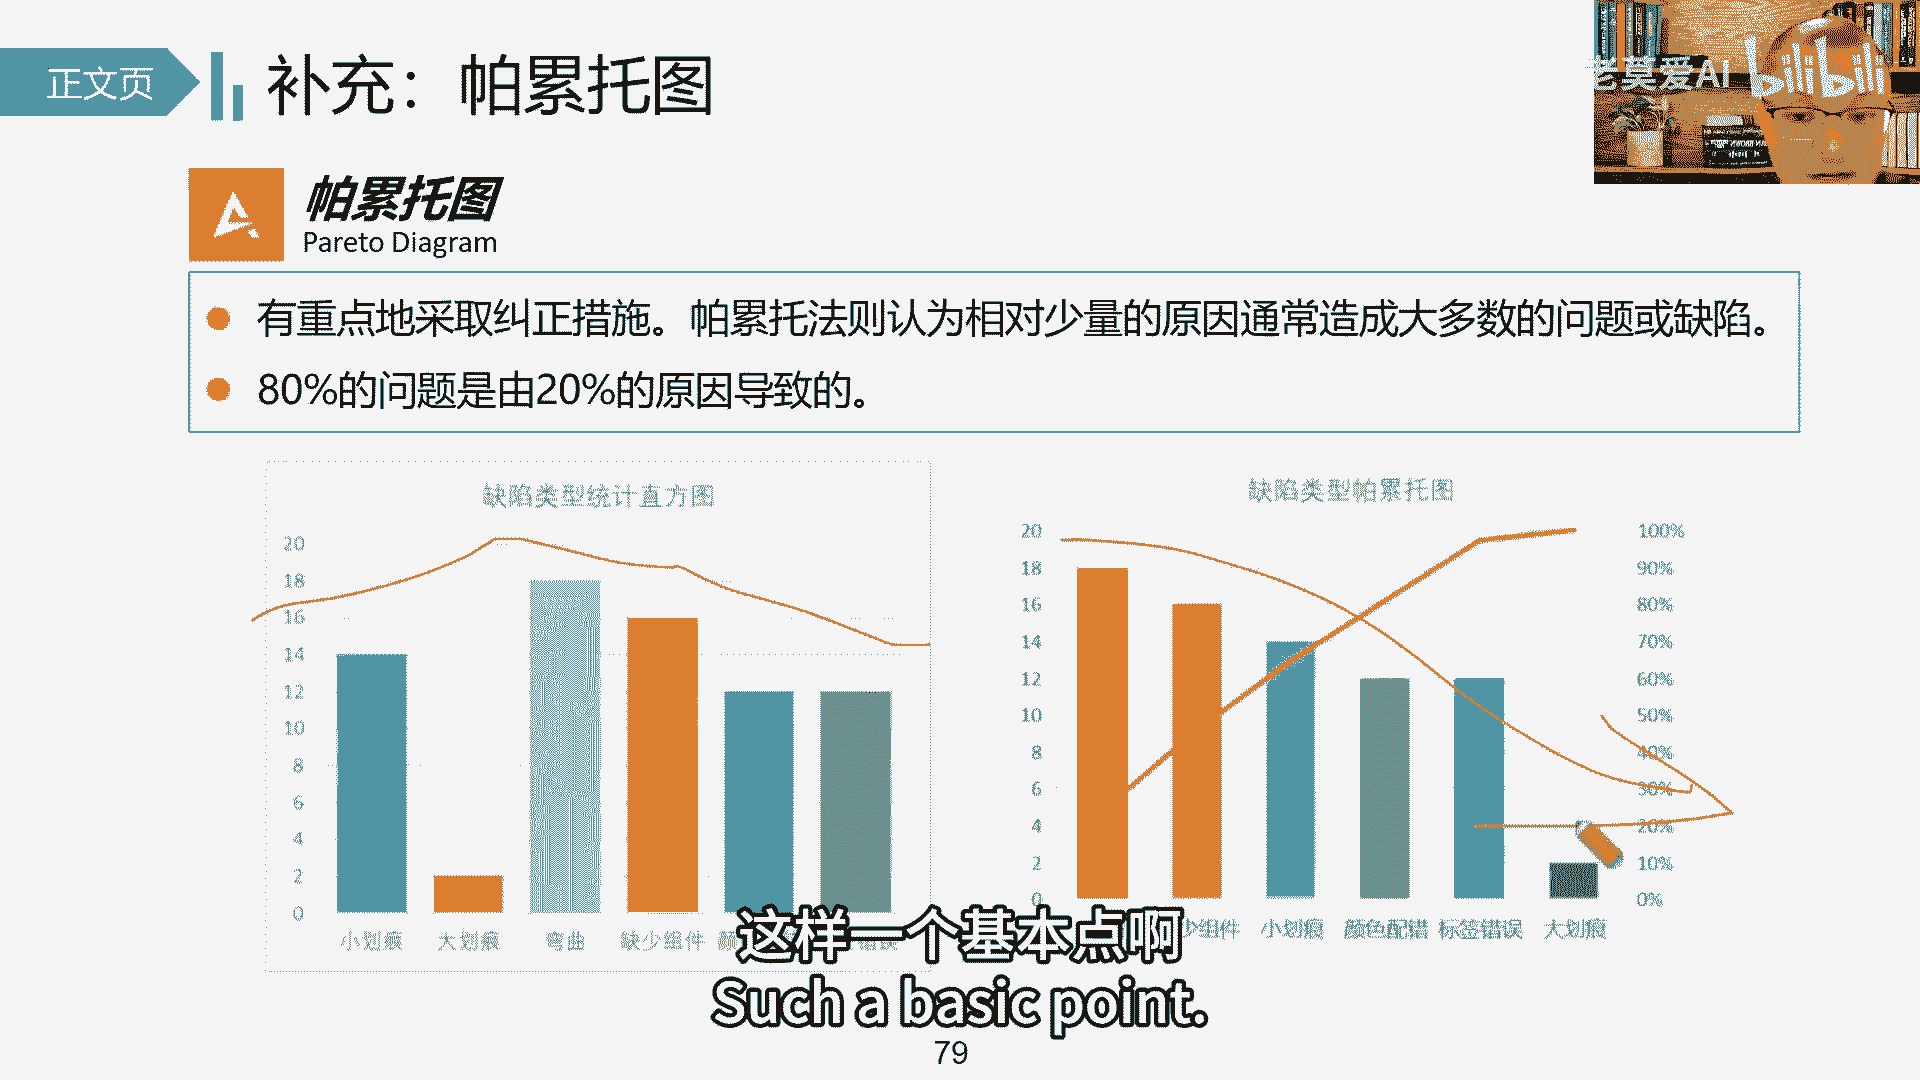 正文页
补充：帕累托图
老莫爱AI bilibili
帕累托图
Pareto Diagram
有重点地采取纠正措施。帕累托法则认为相对少量的原因通常造成大多数的问题或缺陷。
80%的问题是由20%的原因导致的。
缺陷类型统计直方图
20
18
16
14
12
10
8
6
4
2
0
小划痕 大划痕 弯曲 缺少组件
缺陷类型帕累托图
20
18
16
14
12
10
8
6
4
2
0
100%
90%
80%
70%
60%
50%
40%
30%
20%
10%
0%
少组件 小划痕 颜色配错 标签错误 大划痕
这样一个基本点啊
Such a basic point.
79